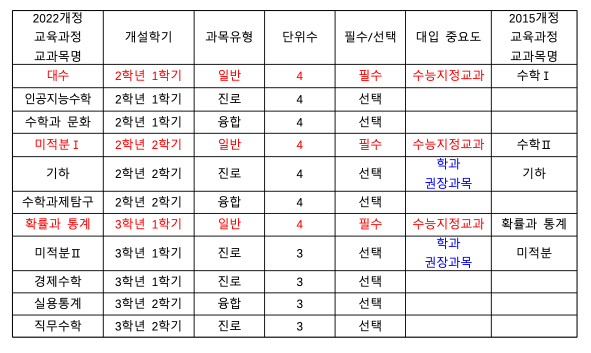 2022개정 교육과정 교과목명 개설학기 과목유형 단위수 필수/선택 대입 중요도 2015개정 교육과정 교과목명
대수 2학년 1학기 일반 4 필수 수능지정교과 수학Ⅰ
인공지능수학 2학년 1학기 진로 4 선택
수학과 문화 2학년 1학기 융합 4 선택
미적분Ⅰ 2학년 2학기 일반 4 필수 수능지정교과 수학Ⅱ
기하 2학년 2학기 진로 4 선택 학과 권장과목 기하
수학과제탐구 2학년 2학기 융합 4 선택
확률과 통계 3학년 1학기 일반 4 필수 수능지정교과 확률과 통계
미적분Ⅱ 3학년 1학기 진로 3 선택 학과 권장과목 미적분
경제수학 3학년 1학기 진로 3 선택
실용통계 3학년 2학기 융합 3 선택
직무수학 3학년 2학기 진로 3 선택